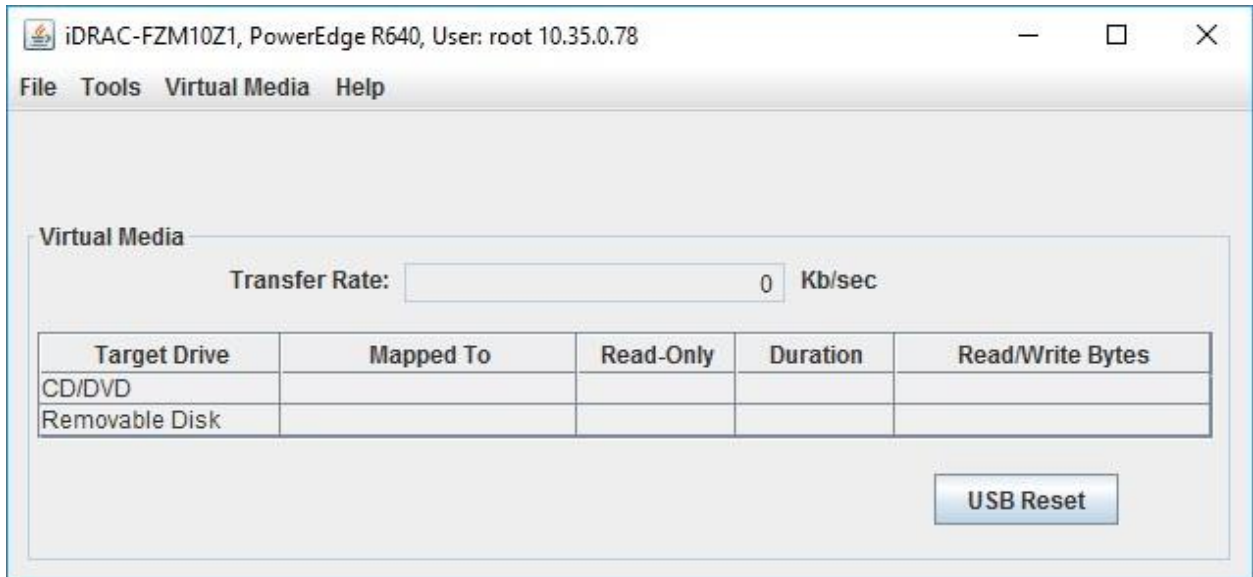 iDRAC-FZM10Z1, PowerEdge R640, User: root 10.35.0.78
File Tools Virtual Media Help
Virtual Media
Transfer Rate: 0 Kb/sec
Target Drive Mapped To Read-Only Duration Read/Write Bytes
CD/DVD
Removable Disk
USB Reset